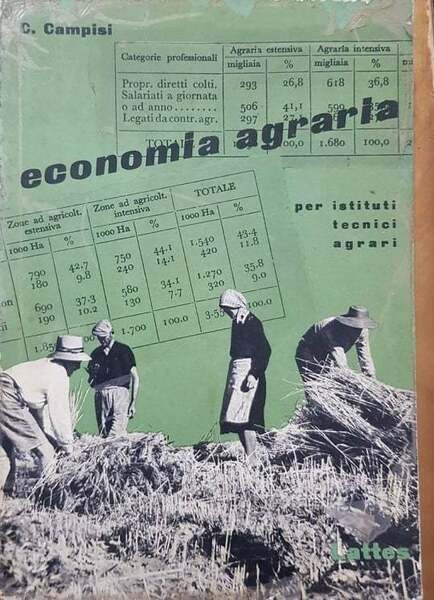 C. Campisi
Categorie professionali Agraria estensiva Agraria intensiva
migliaia % migliaia %
Propr. diretti colti. 293 26,8 618 36,8
Salariati a giornata
o ad anno........ 506 41,1 599
Legati da contr. agr. 297
economia agraria
100,0 1.680 100,0
per istituti
tecnici
agrari
Zone ad agricolt. estensiva Zone ad agricolt. intensiva TOTALE
1000 Ha % 1000 Ha % 1000 Ha %
790 42.7 750 44.1 1.540 43.4
180 9.8 240 14.1 420 11.8
690 37.3 580 34.1 1.270 35.8
190 10.2 130 7.7 320 9.0
100.0 1.700 100.0 100.0
Lattes